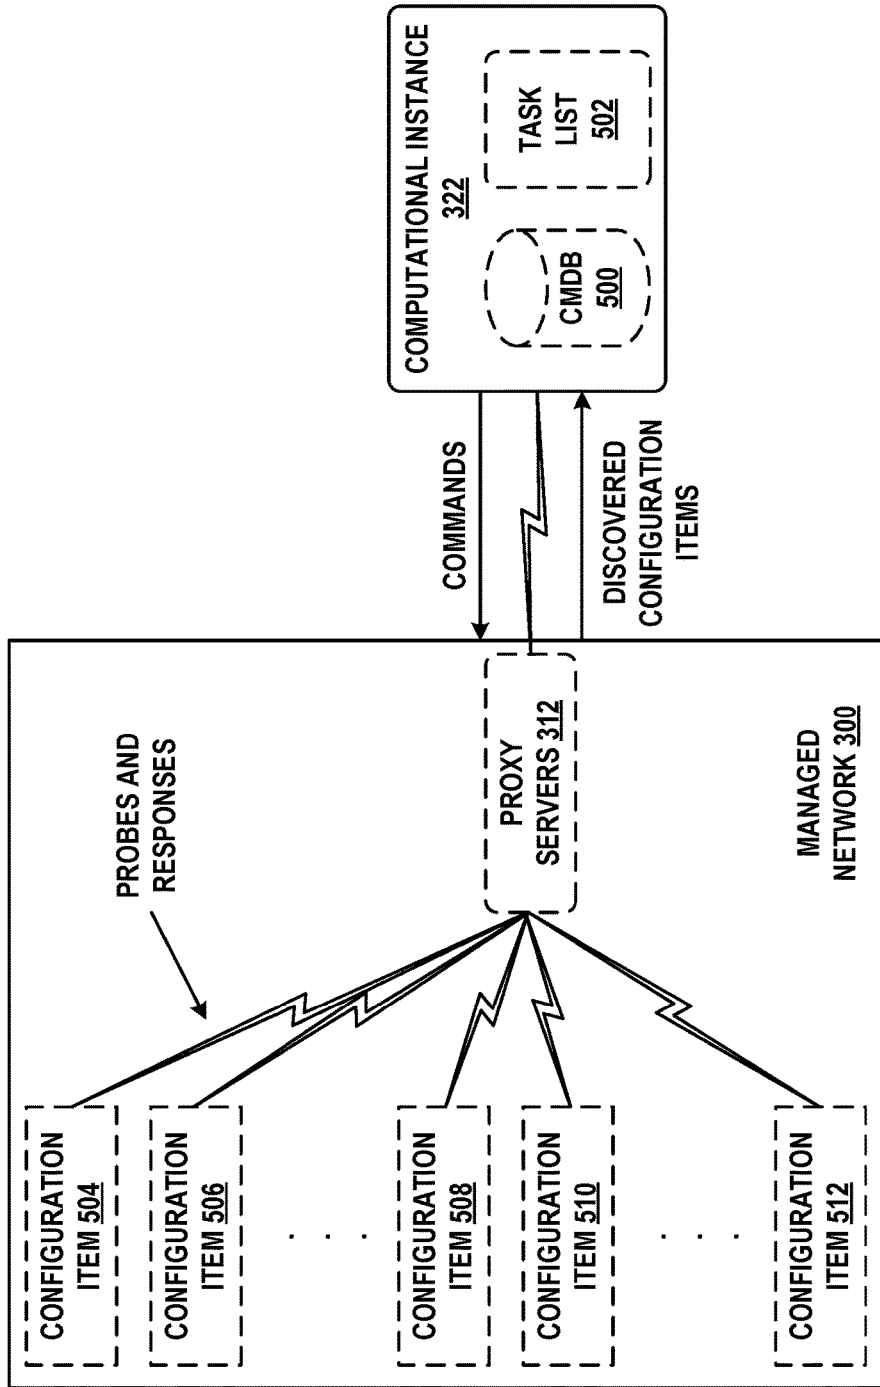 COMPUTATIONAL INSTANCE
322
CMDB
500
TASK
LIST
502
COMMANDS
DISCOVERED
CONFIGURATION
ITEMS
PROBES AND
RESPONSES
PROXY
SERVERS 312
MANAGED
NETWORK 300
CONFIGURATION
ITEM 504
CONFIGURATION
ITEM 506
. . .
CONFIGURATION
ITEM 508
CONFIGURATION
ITEM 510
. . .
CONFIGURATION
ITEM 512